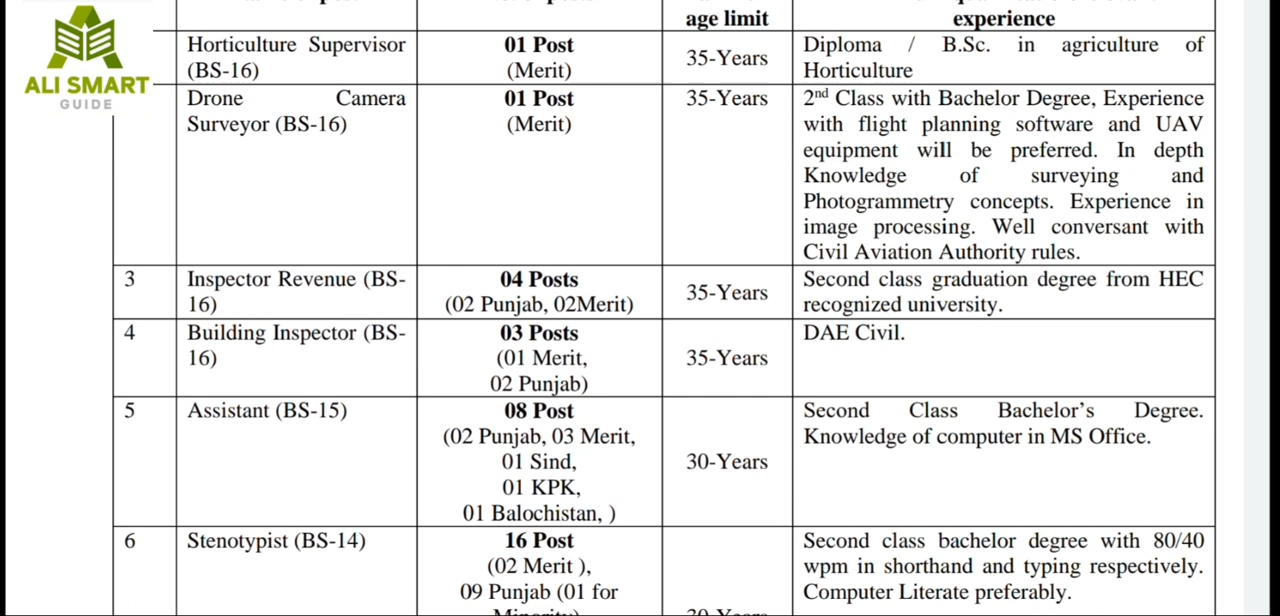 age limit
experience
ALI SMART
GUIDE
Horticulture Supervisor
(BS-16)
01 Post
(Merit)
35-Years
Diploma / B.Sc. in agriculture of
Horticulture
Drone Camera
Surveyor (BS-16)
01 Post
(Merit)
35-Years
2nd Class with Bachelor Degree, Experience
with flight planning software and UAV
equipment will be preferred. In depth
Knowledge of surveying and
Photogrammetry concepts. Experience in
image processing. Well conversant with
Civil Aviation Authority rules.
3
Inspector Revenue (BS-
16)
04 Posts
(02 Punjab, 02Merit)
35-Years
Second class graduation degree from HEC
recognized university.
4
Building Inspector (BS-
16)
03 Posts
(01 Merit,
02 Punjab)
35-Years
DAE Civil.
5
Assistant (BS-15)
08 Post
(02 Punjab, 03 Merit,
01 Sind,
01 KPK,
01 Balochistan, )
30-Years
Second Class Bachelor’s Degree.
Knowledge of computer in MS Office.
6
Stenotypist (BS-14)
16 Post
(02 Merit ),
09 Punjab (01 for
Minority)
30-Years
Second class bachelor degree with 80/40
wpm in shorthand and typing respectively.
Computer Literate preferably.